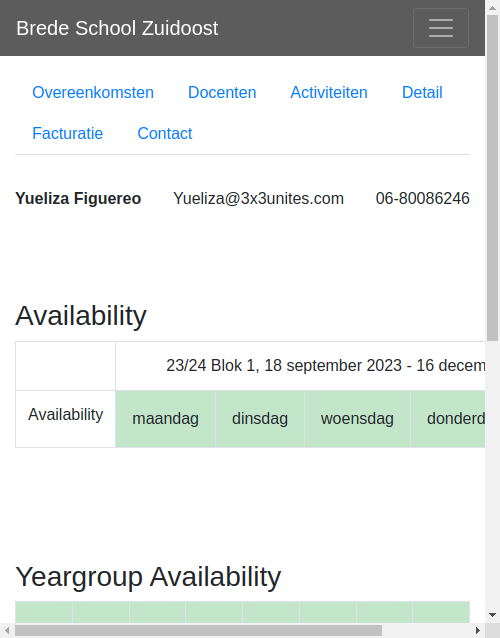 Brede School Zuidoost
Overeenkomsten Docenten Activiteiten Detail
Facturatie Contact
Yueliza Figuereo Yueliza@3x3unites.com 06-80086246
Availability
23/24 Blok 1, 18 september 2023 - 16 decem
Availability maandag dinsdag woensdag donderd
Yeargroup Availability